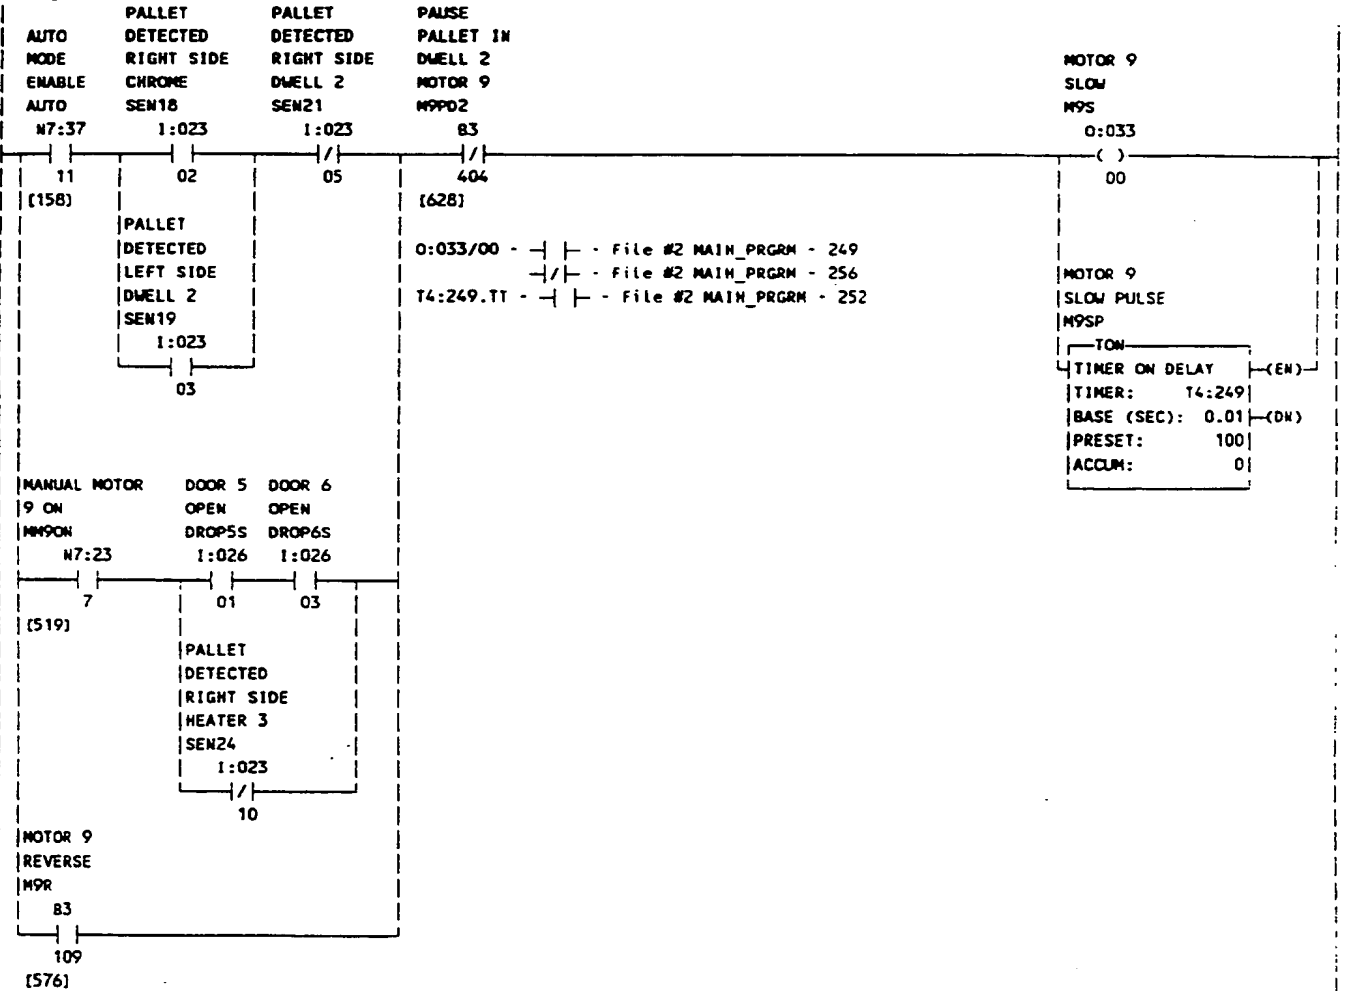 AUTO
MODE
ENABLE
AUTO
N7:37
11
[158]
PALLET
DETECTED
RIGHT SIDE
CHROME
SEN18
I:023
02
PALLET
DETECTED
RIGHT SIDE
DWELL 2
SEN21
I:023
05
PAUSE
PALLET IN
DWELL 2
MOTOR 9
M9PD2
B3
404
[628]
MOTOR 9
SLOW
M9S
O:033
00
PALLET
DETECTED
LEFT SIDE
DWELL 2
SEN19
I:023
03
O:033/00 - ⊣ ⊢ - File #2 MAIN_PRGRM - 249
⊣/⊢ - File #2 MAIN_PRGRM - 256
T4:249.TT - ⊣ ⊢ - File #2 MAIN_PRGRM - 252
MOTOR 9
SLOW PULSE
M9SP
TON
TIMER ON DELAY (EN)
TIMER: T4:249
BASE (SEC): 0.01 (DN)
PRESET: 100
ACCUM: 0
MANUAL MOTOR
9 ON
MM9ON
N7:23
7
[519]
DOOR 5
OPEN
DROP5S
I:026
01
DOOR 6
OPEN
DROP6S
I:026
03
PALLET
DETECTED
RIGHT SIDE
HEATER 3
SEN24
I:023
10
MOTOR 9
REVERSE
M9R
B3
109
[576]